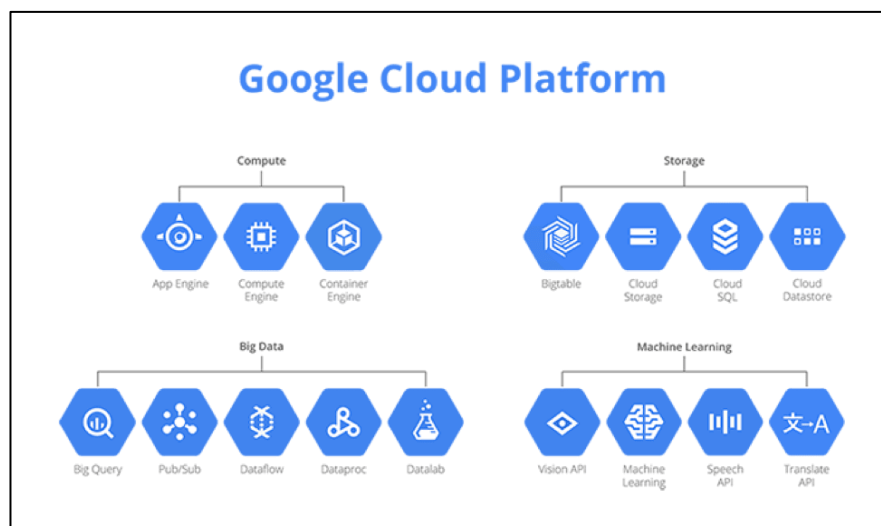 Google Cloud Platform
Compute
App Engine
Compute
Engine
Container
Engine
Storage
Bigtable
Cloud
Storage
Cloud
SQL
Cloud
Datastore
Big Data
Big Query
Pub/Sub
Dataflow
Dataproc
Datalab
Machine Learning
Vision API
Machine
Learning
Speech
API
文→A
Translate
API